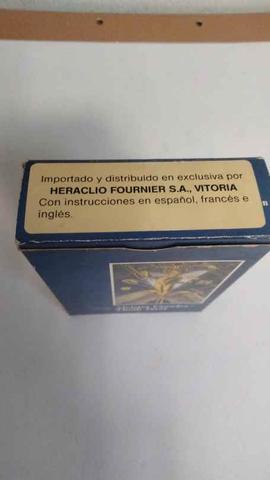 Importado y distribuido en exclusiva por
HERACLIO FOURNIER S.A., VITORIA
Con instrucciones en español, francés e
inglés.